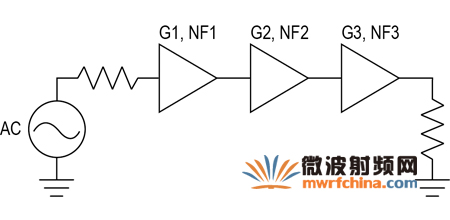 G1, NF1
G2, NF2
G3, NF3
AC
微波射频网
mwrfchina.com